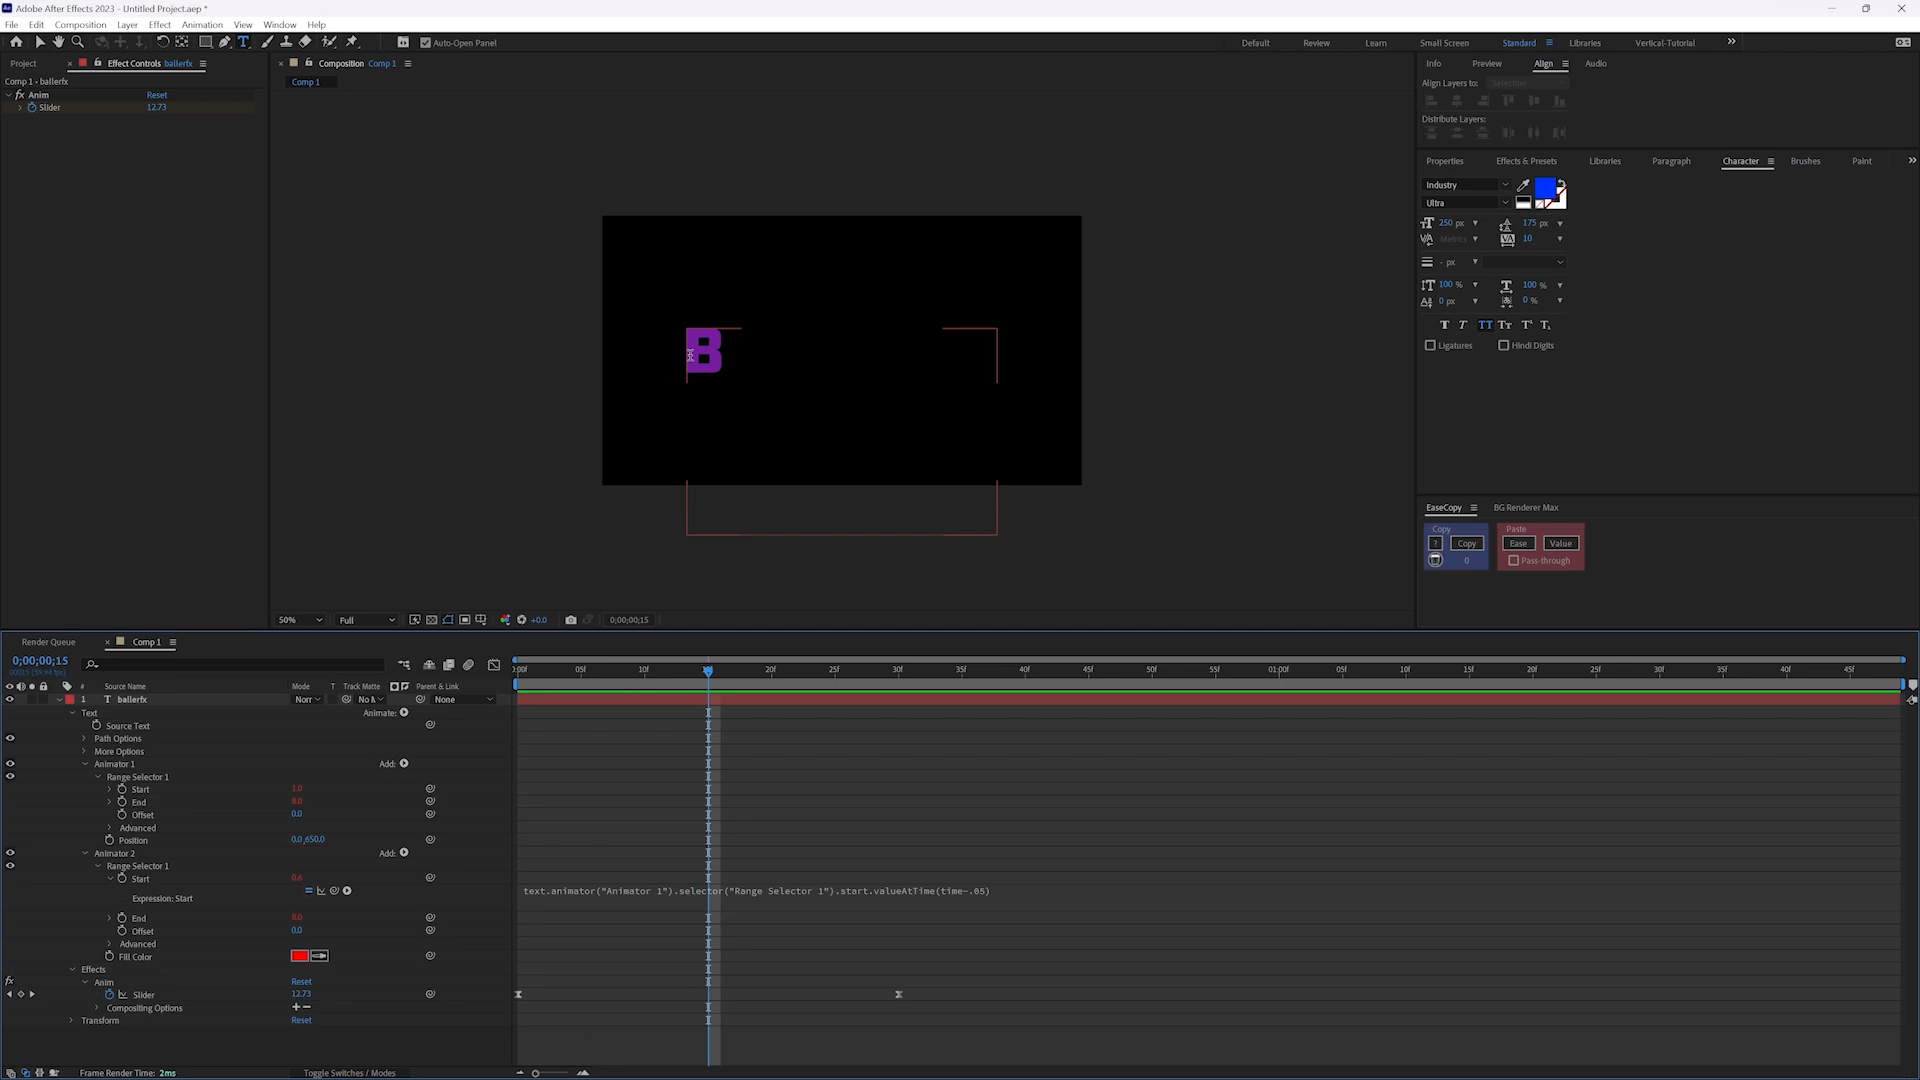 Adobe After Effects 2023 - Untitled Project.aep *
File Edit Composition Layer Effect Animation View Window Help
Auto-Open Panel
Default Review Learn Small Screen Standard Libraries Vertical-Tutorial
Project Effect Controls ballerfx
Comp 1 • ballerfx
fx Anim Reset
Slider 12.73
Composition Comp 1
Comp 1
B
50% Full +0.0 0;00;00;15
Info Preview Align Audio
Align Layers to: Selection
Distribute Layers:
Properties Effects & Presets Libraries Paragraph Character Brushes Paint
Industry
Ultra
250 px 175 px
Metrics 10
- px
100 % 100 %
0 px 0 %
Ligatures Hindi Digits
EaseCopy BG Renderer Max
Copy Paste
? Copy Ease Value
0 Pass-through
Render Queue Comp 1
0;00;00;15
:00f 05f 10f 20f 25f 30f 35f 40f 45f 50f 55f 01:00f 05f 10f 15f 20f 25f 30f 35f 40f 45f
# Source Name Mode T Track Matte Parent & Link
1 T ballerfx Norr No M None
Text Animate:
Source Text
Path Options
More Options
Animator 1 Add:
Range Selector 1
Start 1.0
End 8.0
Offset 0.0
Advanced
Position 0.0,650.0
Animator 2 Add:
Range Selector 1
Start 0.6
Expression: Start text.animator("Animator 1").selector("Range Selector 1").start.valueAtTime(time-.05)
End 8.0
Offset 0.0
Advanced
Fill Color
Effects
fx Anim Reset
Slider 12.73
Compositing Options
Transform Reset
Frame Render Time: 2ms Toggle Switches / Modes